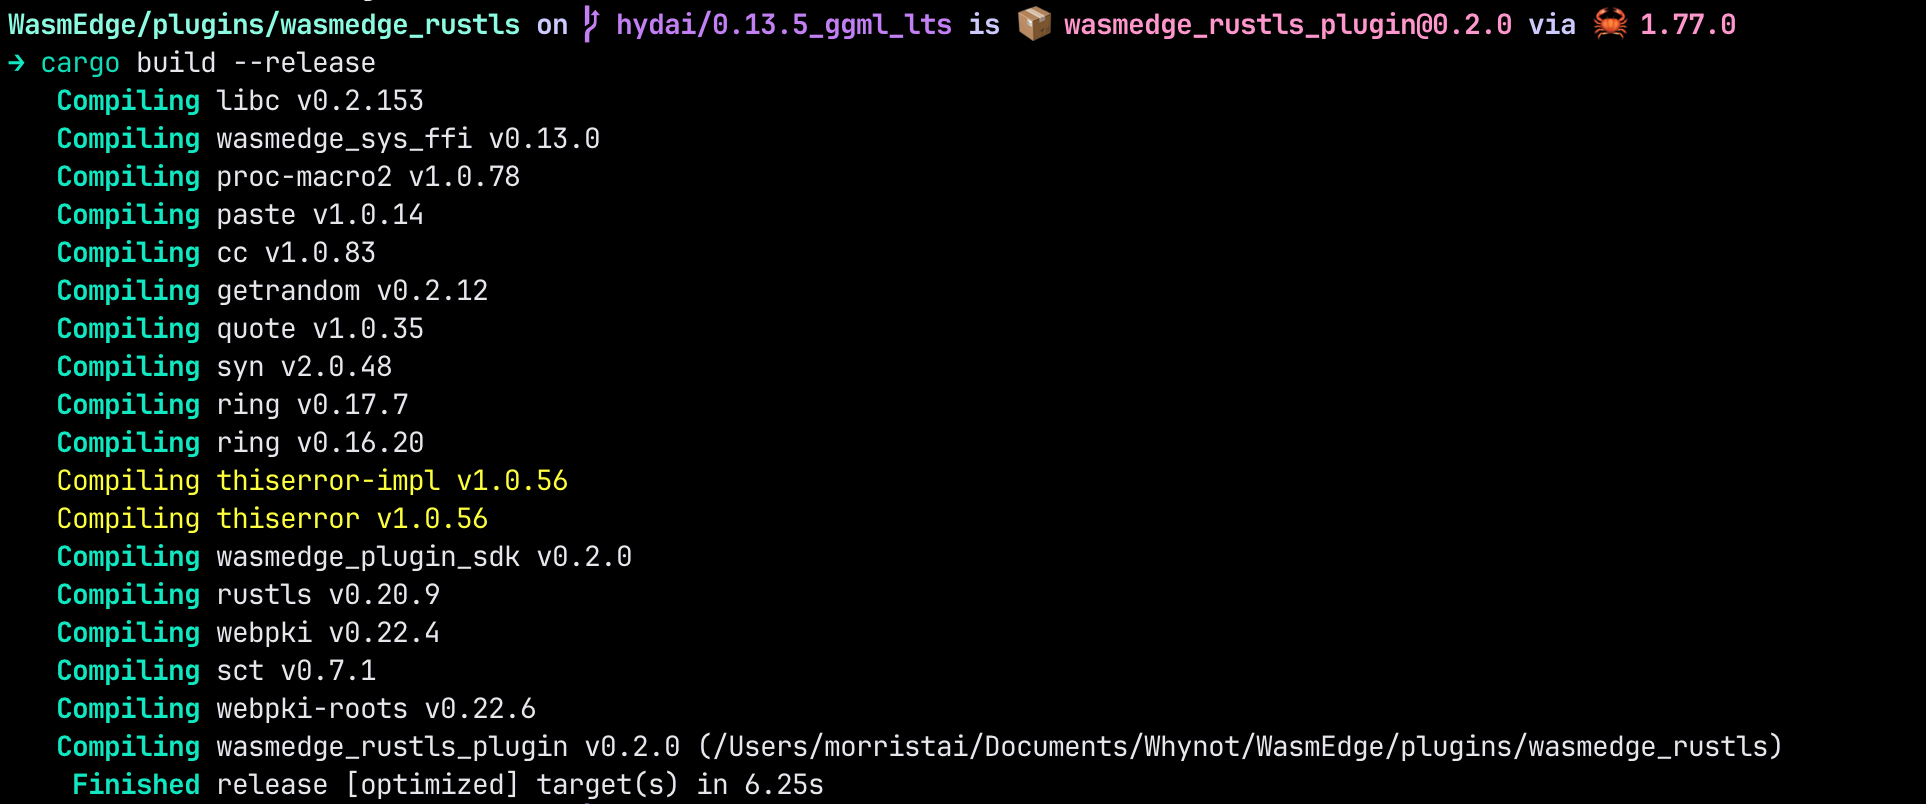 WasmEdge/plugins/wasmedge_rustls on hydai/0.13.5_ggml_lts is 📦 wasmedge_rustls_plugin@0.2.0 via 🦀 1.77.0
→ cargo build --release
Compiling libc v0.2.153
Compiling wasmedge_sys_ffi v0.13.0
Compiling proc-macro2 v1.0.78
Compiling paste v1.0.14
Compiling cc v1.0.83
Compiling getrandom v0.2.12
Compiling quote v1.0.35
Compiling syn v2.0.48
Compiling ring v0.17.7
Compiling ring v0.16.20
Compiling thiserror-impl v1.0.56
Compiling thiserror v1.0.56
Compiling wasmedge_plugin_sdk v0.2.0
Compiling rustls v0.20.9
Compiling webpki v0.22.4
Compiling sct v0.7.1
Compiling webpki-roots v0.22.6
Compiling wasmedge_rustls_plugin v0.2.0 (/Users/morristai/Documents/Whynot/WasmEdge/plugins/wasmedge_rustls)
Finished release [optimized] target(s) in 6.25s